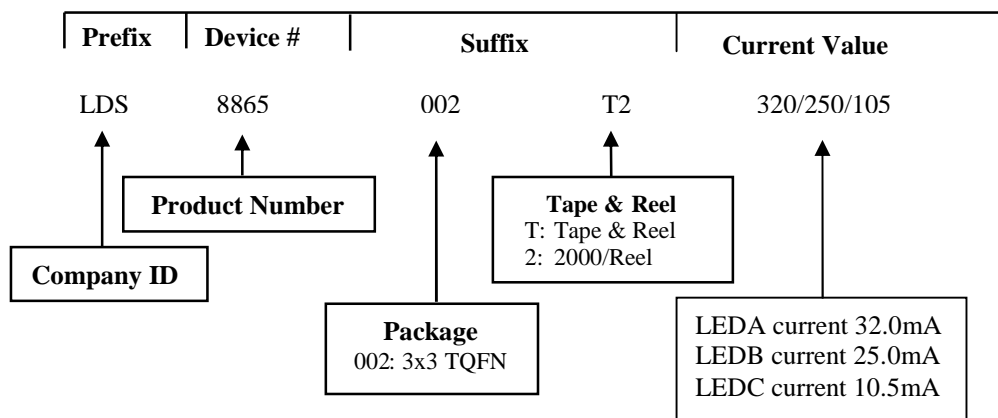 Prefix Device # Suffix Current Value
LDS 8865 002 T2 320/250/105
Product Number
Tape & Reel
T: Tape & Reel
2: 2000/Reel
Company ID
Package
002: 3x3 TQFN
LEDA current 32.0mA
LEDB current 25.0mA
LEDC current 10.5mA